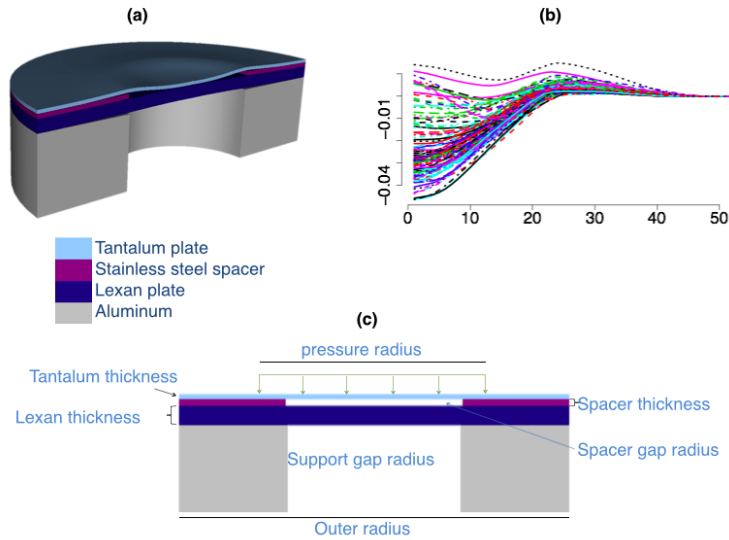 (a)
(b)
−0.01
−0.04
0 10 20 30 40 50
Tantalum plate
Stainless steel spacer
Lexan plate
Aluminum
(c)
pressure radius
Tantalum thickness
Lexan thickness
Spacer thickness
Support gap radius
Spacer gap radius
Outer radius